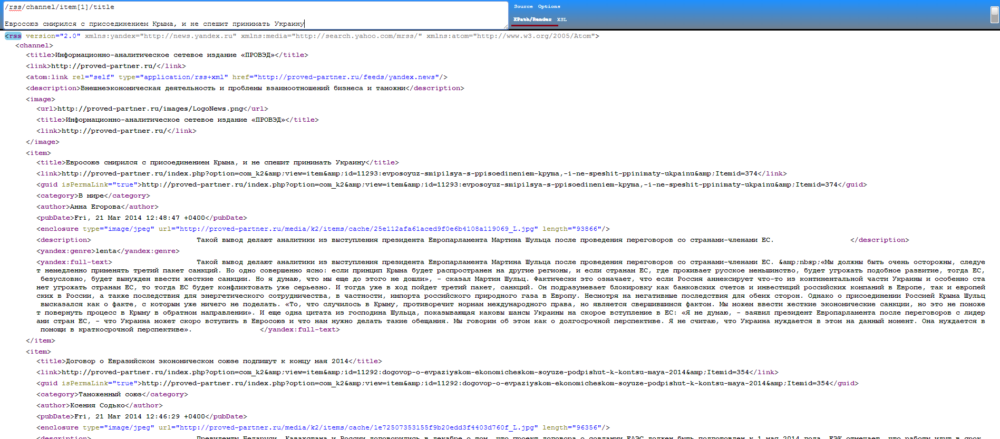 /rss/channel/item[1]/title
Евросоюз смирился с присоединением Крыма, и не спешит принимать Украину
Source Options
XPath/Render XSL
<rss version="2.0" xmlns:yandex="http://news.yandex.ru" xmlns:media="http://search.yahoo.com/mrss/" xmlns:atom="http://www.w3.org/2005/Atom">
<channel>
<title>Информационно-аналитическое сетевое издание «ПРОВЭД»</title>
<link>http://proved-partner.ru/</link>
<atom:link rel="self" type="application/rss+xml" href="http://proved-partner.ru/feeds/yandex.news"/>
<description>Внешнеэкономическая деятельность и проблемы взаимоотношений бизнеса и таможни</description>
<image>
<url>http://proved-partner.ru/images/LogoNews.png</url>
<title>Информационно-аналитическое сетевое издание «ПРОВЭД»</title>
<link>http://proved-partner.ru/</link>
</image>
<item>
<title>Евросоюз смирился с присоединением Крыма, и не спешит принимать Украину</title>
<link>http://proved-partner.ru/index.php?option=com_k2&amp;view=item&amp;id=11293:evposoyuz-smipilsya-s-ppisoedineniem-kpyma,-i-ne-speshit-ppinimaty-ukpainu&amp;Itemid=374</link>
<guid isPermaLink="true">http://proved-partner.ru/index.php?option=com_k2&amp;view=item&amp;id=11293:evposoyuz-smipilsya-s-ppisoedineniem-kpyma,-i-ne-speshit-ppinimaty-ukpainu&amp;Itemid=374</guid>
<category>В мире</category>
<author>Анна Егорова</author>
<pubDate>Fri, 21 Mar 2014 12:48:47 +0400</pubDate>
<enclosure type="image/jpeg" url="http://proved-partner.ru/media/k2/items/cache/25e112afa61aced9f0e6b4108a119069_L.jpg" length="93866"/>
<description> Такой вывод делают аналитики из выступления президента Европарламента Мартина Шульца после проведения переговоров со странами-членами ЕС. </description>
<yandex:genre>lenta</yandex:genre>
<yandex:full-text> Такой вывод делают аналитики из выступления президента Европарламента Мартина Шульца после проведения переговоров со странами-членами ЕС. &amp;nbsp;«Мы должны быть очень осторожны, следуе
т немедленно применять третий пакет санкций. Но одно совершенно ясно: если принцип Крыма будет распространен на другие регионы, и если странам ЕС, где проживает русское меньшинство, будет угрожать подобное развитие, тогда ЕС,
безусловно, будет вынужден ввести жесткие санкции. Но я думаю, что мы еще до этого не дошли», - сказал Мартин Шульц. Фактически это означает, что если Россия аннексирует что-то из континентальной части Украины и особенно ста
нет угрожать странам ЕС, то тогда ЕС будет конфликтовать уже серьезно. И тогда уже в ход пойдет третий пакет, санкций. Он подразумевает блокировку как банковских счетов и инвестиций российских компаний в Европе, так и европей
ских в России, а также последствия для энергетического сотрудничества, в частности, импорта российского природного газа в Европу. Несмотря на негативные последствия для обеих сторон. Однако о присоединении Россией Крыма Шульц
высказался как о факте, с которым уже ничего не поделать. «То, что случилось в Крыму, противоречит нормам международного права, но является свершившимся фактом. Мы можем ввести жесткие экономические санкции, но это не поможе
т повернуть процесс в Крыму в обратном направлении». И еще одна цитата из господина Шульца, показывающая каковы шансы Украины на скорое вступление в ЕС: «Я не думаю, - заявил президент Европарламента после переговоров с лидер
ами стран ЕС, - что Украина может скоро вступить в Евросоюз и что нам нужно делать такие обещания. Мы говорим об этом как о долгосрочной перспективе. Я не считаю, что Украина нуждается в этом на данный момент. Она нуждается в
помощи в краткосрочной перспективе». </yandex:full-text>
</item>
<item>
<title>Договор о Евразийском экономическом союзе подпишут к концу мая 2014</title>
<link>http://proved-partner.ru/index.php?option=com_k2&amp;view=item&amp;id=11292:dogovop-o-evpaziyskom-ekonomicheskom-soyuze-podpishut-k-kontsu-maya-2014&amp;Itemid=354</link>
<guid isPermaLink="true">http://proved-partner.ru/index.php?option=com_k2&amp;view=item&amp;id=11292:dogovop-o-evpaziyskom-ekonomicheskom-soyuze-podpishut-k-kontsu-maya-2014&amp;Itemid=354</guid>
<category>Таможенный союз</category>
<author>Ксения Содько</author>
<pubDate>Fri, 21 Mar 2014 12:46:29 +0400</pubDate>
<enclosure type="image/jpeg" url="http://proved-partner.ru/media/k2/items/cache/1e72507353155f9b20edd3f4403d760f_L.jpg" length="96356"/>
<description> Президенты Беларуси, Казахстана и России договорились в декабре о том, что проект договора о создании ЕАЭС должен быть подготовлен к 1 мая 2014 года. ЕЭК отмечает, что работы идут в срок.